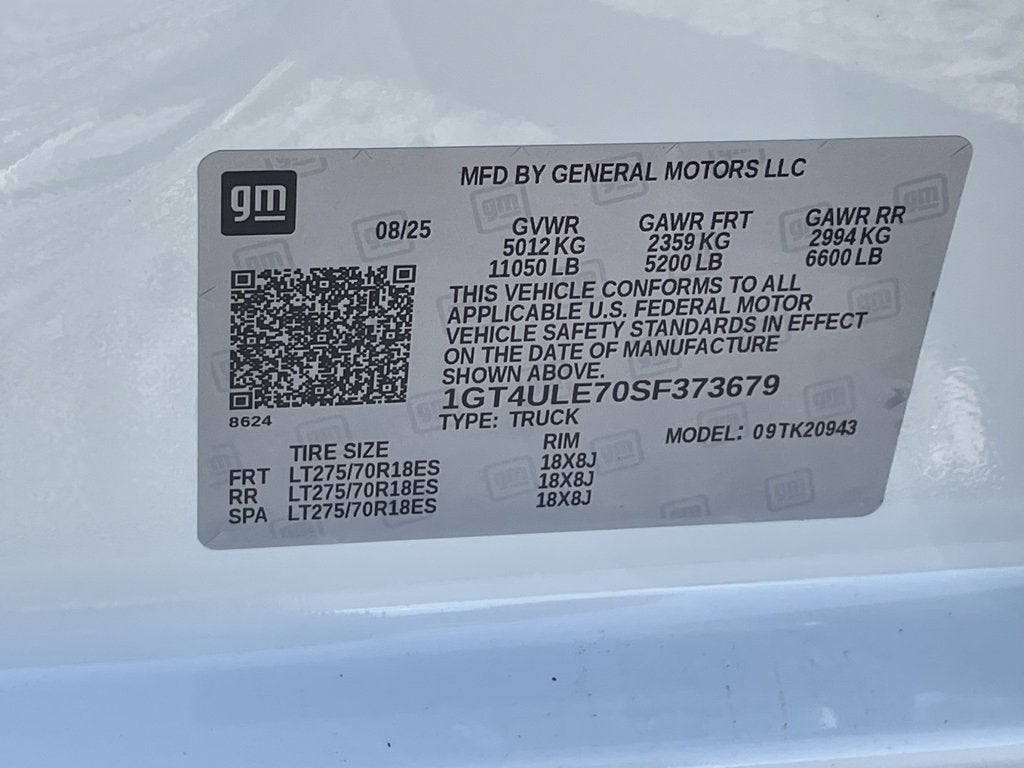 gm
MFD BY GENERAL MOTORS LLC
08/25 GVWR GAWR FRT GAWR RR
5012 KG 2359 KG 2994 KG
11050 LB 5200 LB 6600 LB
THIS VEHICLE CONFORMS TO ALL
APPLICABLE U.S. FEDERAL MOTOR
VEHICLE SAFETY STANDARDS IN EFFECT
ON THE DATE OF MANUFACTURE
SHOWN ABOVE.
1GT4ULE70SF373679
8624
TYPE: TRUCK MODEL: 09TK20943
TIRE SIZE RIM
FRT LT275/70R18ES 18X8J
RR LT275/70R18ES 18X8J
SPA LT275/70R18ES 18X8J